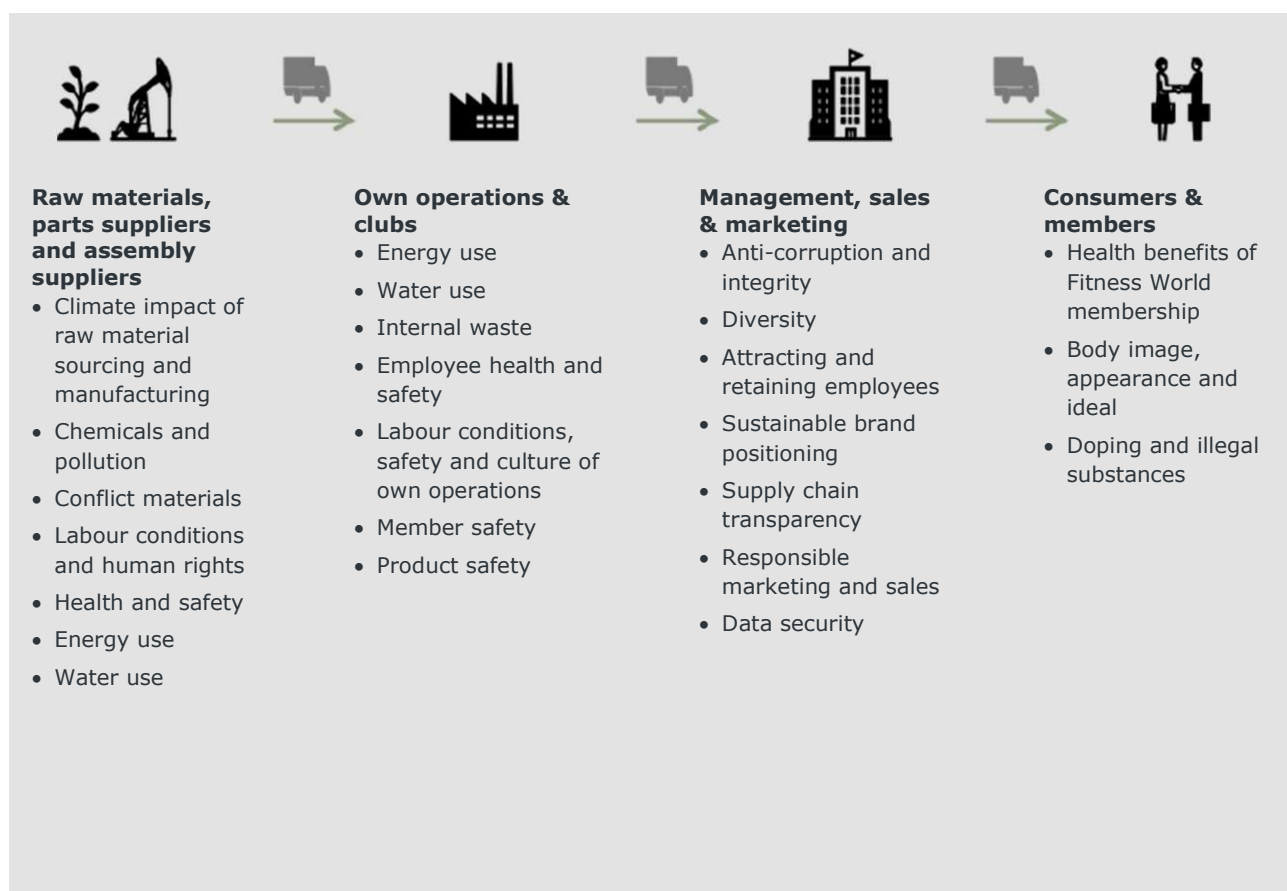 Raw materials,
parts suppliers
and assembly
suppliers
• Climate impact of
raw material
sourcing and
manufacturing
• Chemicals and
pollution
• Conflict materials
• Labour conditions
and human rights
• Health and safety
• Energy use
• Water use
Own operations &
clubs
• Energy use
• Water use
• Internal waste
• Employee health and
safety
• Labour conditions,
safety and culture of
own operations
• Member safety
• Product safety
Management, sales
& marketing
• Anti-corruption and
integrity
• Diversity
• Attracting and
retaining employees
• Sustainable brand
positioning
• Supply chain
transparency
• Responsible
marketing and sales
• Data security
Consumers &
members
• Health benefits of
Fitness World
membership
• Body image,
appearance and
ideal
• Doping and illegal
substances